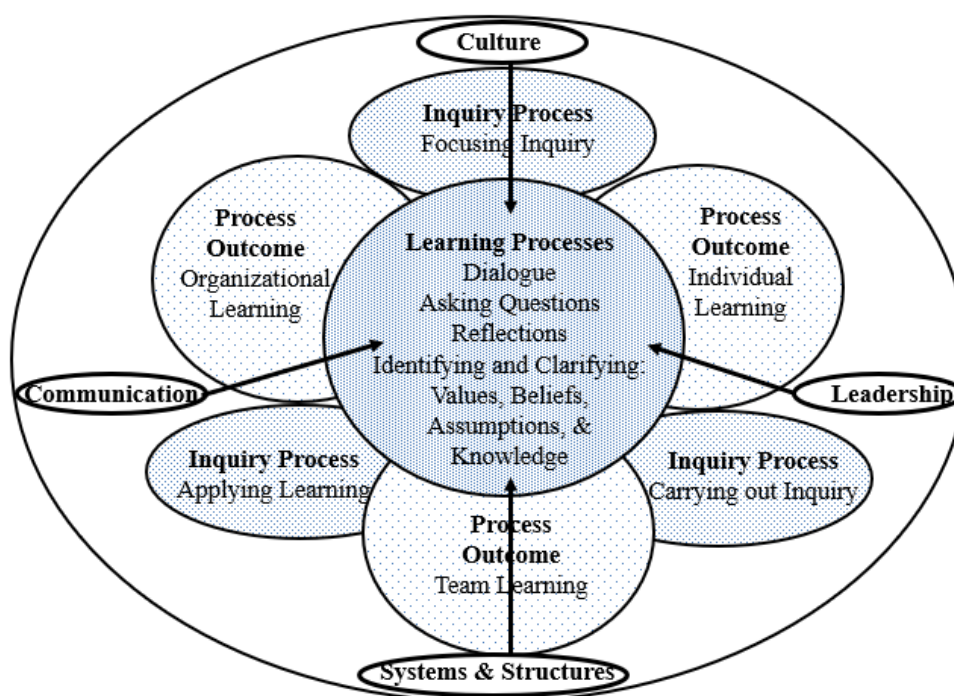 Culture
Inquiry Process
Focusing Inquiry
Process
Outcome
Organizational
Learning
Learning Processes
Dialogue
Asking Questions
Reflections
Identifying and Clarifying:
Values, Beliefs,
Assumptions, &
Knowledge
Process
Outcome
Individual
Learning
Communication
Leadership
Inquiry Process
Applying Learning
Process
Outcome
Team Learning
Inquiry Process
Carrying out Inquiry
Systems & Structures